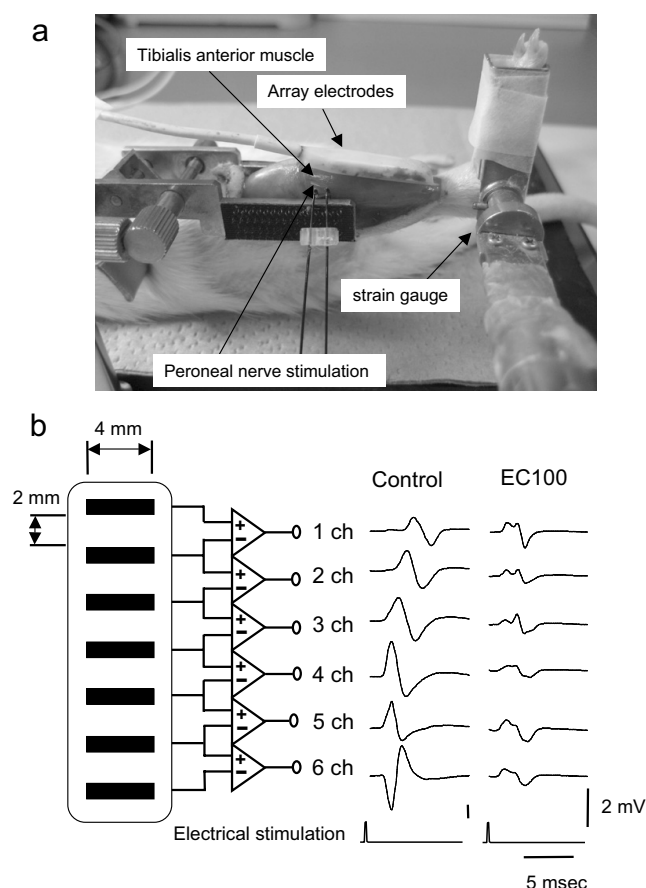 a
Tibialis anterior muscle
Array electrodes
strain gauge
Peroneal nerve stimulation
b
4 mm
2 mm
Control
EC100
+
−
1 ch
+
−
2 ch
+
−
3 ch
+
−
4 ch
+
−
5 ch
+
−
6 ch
2 mV
Electrical stimulation
5 msec